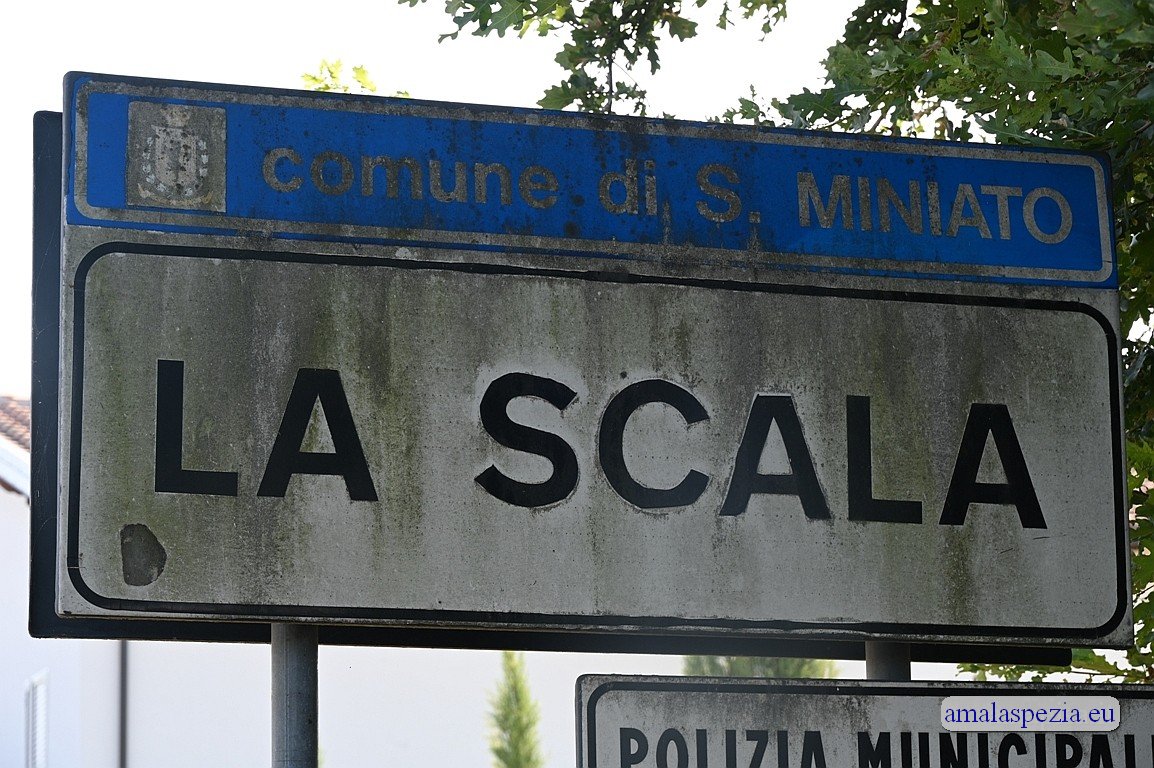 comune di S. MINIATO
LA SCALA
amalaspezia.eu
POLIZIA MUNICIPALE